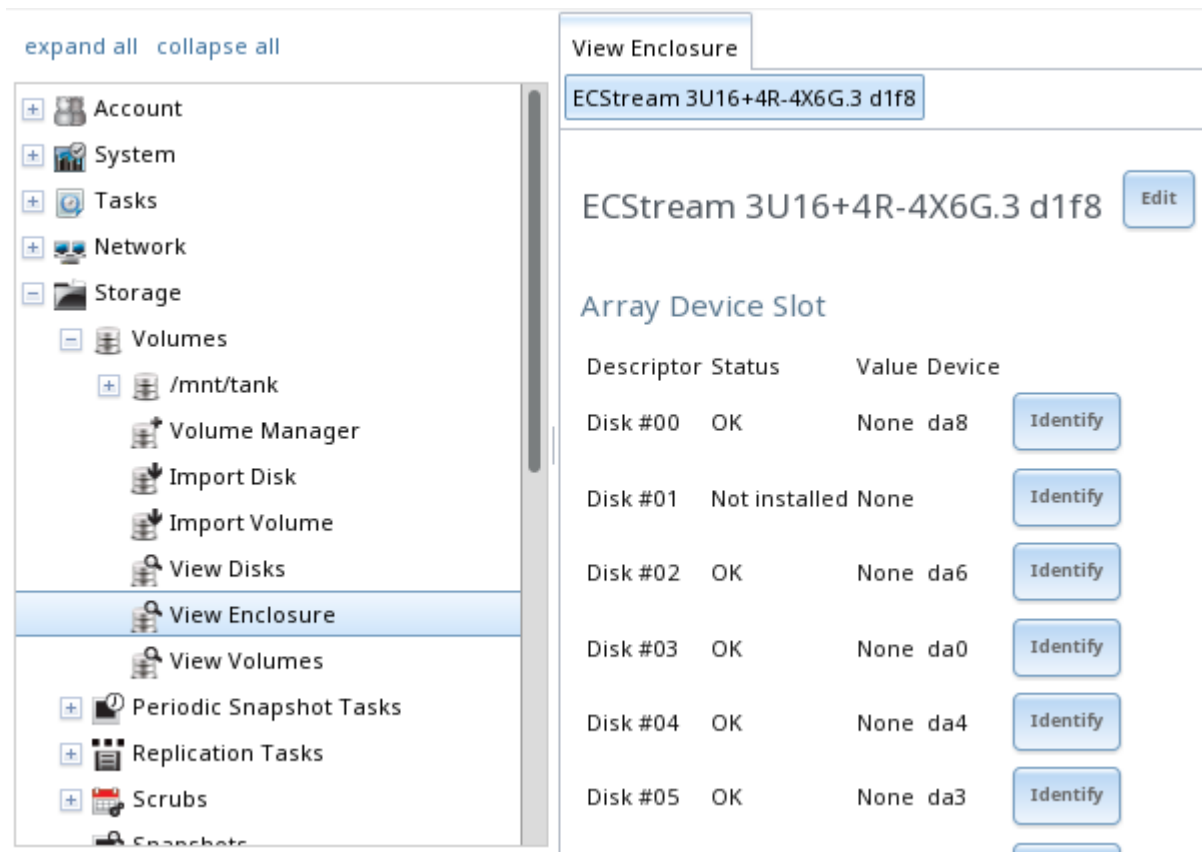 expand all collapse all
Account
System
Tasks
Network
Storage
Volumes
/mnt/tank
Volume Manager
Import Disk
Import Volume
View Disks
View Enclosure
View Volumes
Periodic Snapshot Tasks
Replication Tasks
Scrubs
Snapshots
View Enclosure
ECStream 3U16+4R-4X6G.3 d1f8
ECStream 3U16+4R-4X6G.3 d1f8 Edit
Array Device Slot
Descriptor Status Value Device
Disk #00 OK None da8 Identify
Disk #01 Not installed None Identify
Disk #02 OK None da6 Identify
Disk #03 OK None da0 Identify
Disk #04 OK None da4 Identify
Disk #05 OK None da3 Identify